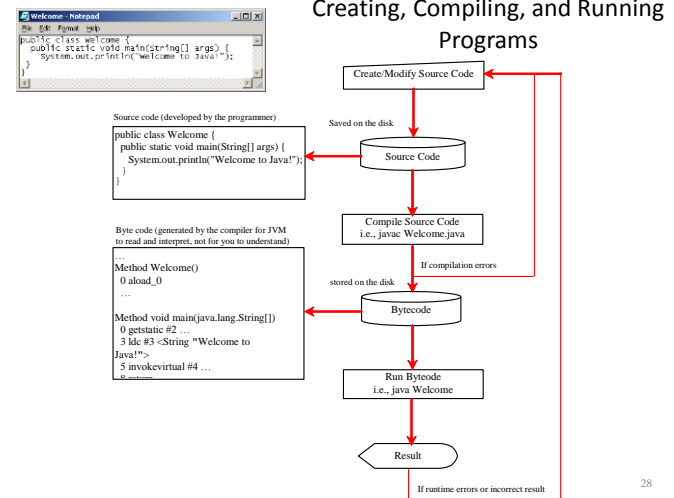 Creating, Compiling, and Running
Programs
Welcome - Notepad
File Edit Format Help
public class Welcome {
public static void main(String[] args) {
System.out.println("Welcome to Java!");
}
}
Create/Modify Source Code
Source code (developed by the programmer)
Saved on the disk
public class Welcome {
public static void main(String[] args) {
System.out.println("Welcome to Java!");
}
}
Source Code
Compile Source Code
i.e., javac Welcome.java
Byte code (generated by the compiler for JVM
to read and interpret, not for you to understand)
If compilation errors
stored on the disk
…
Method Welcome()
0 aload_0
…
Method void main(java.lang.String[])
0 getstatic #2 …
3 ldc #3 <String "Welcome to
Java!">
5 invokevirtual #4 …
8 return
Bytecode
Run Byteode
i.e., java Welcome
Result
If runtime errors or incorrect result
28